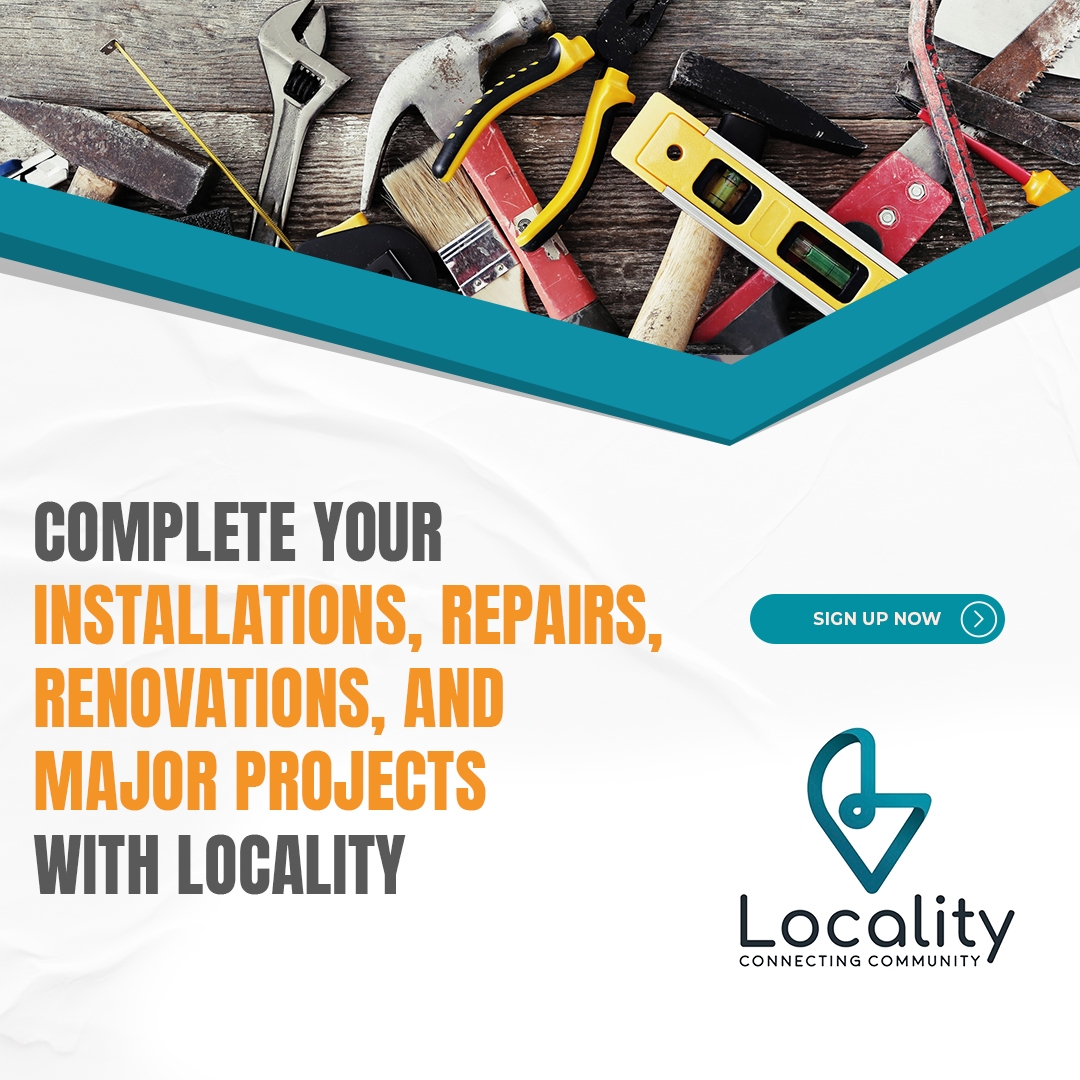 COMPLETE YOUR
INSTALLATIONS, REPAIRS,
RENOVATIONS, AND
MAJOR PROJECTS
WITH LOCALITY
SIGN UP NOW
Locality
CONNECTING COMMUNITY